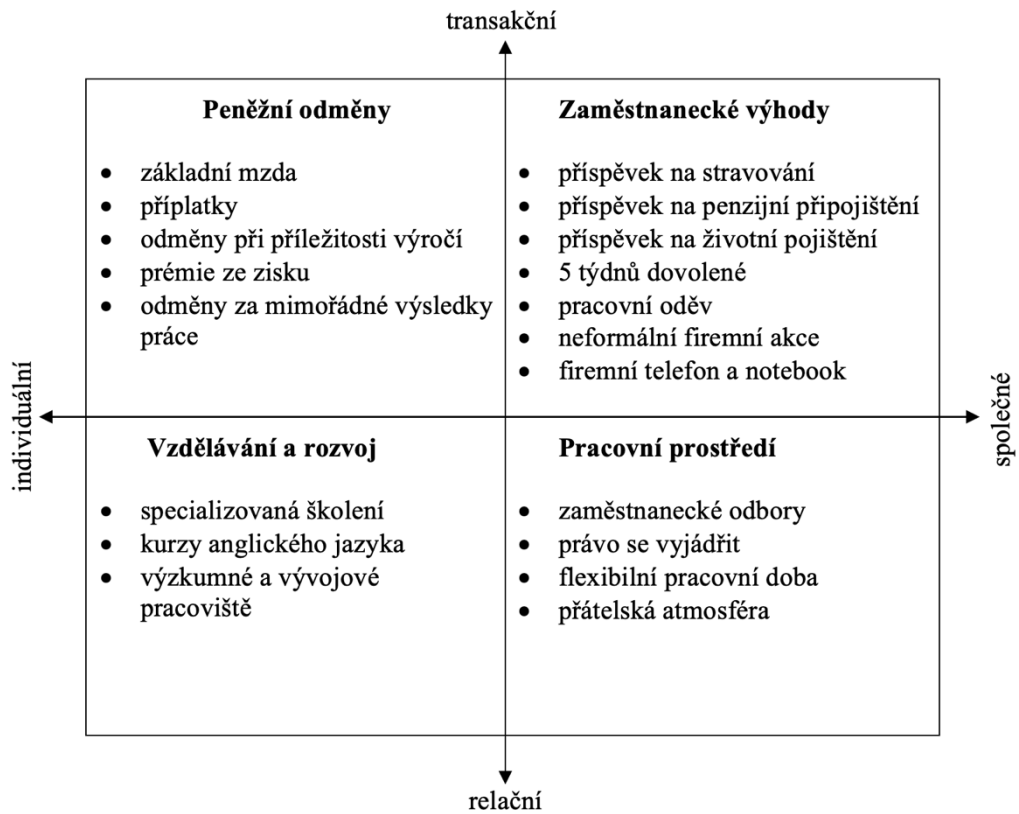 transakční
Peněžní odměny
základní mzda
příplatky
odměny při příležitosti výročí
prémie ze zisku
odměny za mimořádné výsledky
práce
Zaměstnanecké výhody
příspěvek na stravování
příspěvek na penzijní připojištění
příspěvek na životní pojištění
5 týdnů dovolené
pracovní oděv
neformální firemní akce
firemní telefon a notebook
individuální
společné
Vzdělávání a rozvoj
specializovaná školení
kurzy anglického jazyka
výzkumné a vývojové
pracoviště
Pracovní prostředí
zaměstnanecké odbory
právo se vyjádřit
flexibilní pracovní doba
přátelská atmosféra
relační